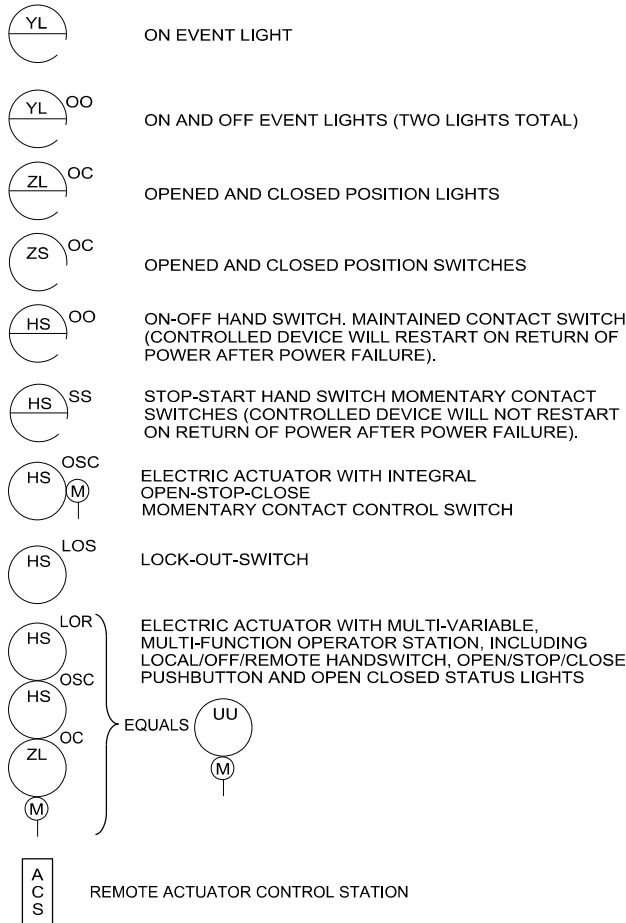 YL
ON EVENT LIGHT
YL OO
ON AND OFF EVENT LIGHTS (TWO LIGHTS TOTAL)
ZL OC
OPENED AND CLOSED POSITION LIGHTS
ZS OC
OPENED AND CLOSED POSITION SWITCHES
HS OO
ON-OFF HAND SWITCH. MAINTAINED CONTACT SWITCH
(CONTROLLED DEVICE WILL RESTART ON RETURN OF
POWER AFTER POWER FAILURE).
HS SS
STOP-START HAND SWITCH MOMENTARY CONTACT
SWITCHES (CONTROLLED DEVICE WILL NOT RESTART
ON RETURN OF POWER AFTER POWER FAILURE).
HS OSC
M
ELECTRIC ACTUATOR WITH INTEGRAL
OPEN-STOP-CLOSE
MOMENTARY CONTACT CONTROL SWITCH
HS LOS
LOCK-OUT-SWITCH
HS LOR
HS OSC
ZL OC
M
EQUALS
UU
M
ELECTRIC ACTUATOR WITH MULTI-VARIABLE,
MULTI-FUNCTION OPERATOR STATION, INCLUDING
LOCAL/OFF/REMOTE HANDSWITCH, OPEN/STOP/CLOSE
PUSHBUTTON AND OPEN CLOSED STATUS LIGHTS
A
C
S
REMOTE ACTUATOR CONTROL STATION